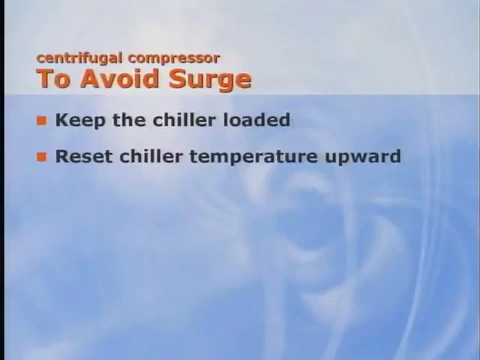 centrifugal compressor
To Avoid Surge
Keep the chiller loaded
Reset chiller temperature upward